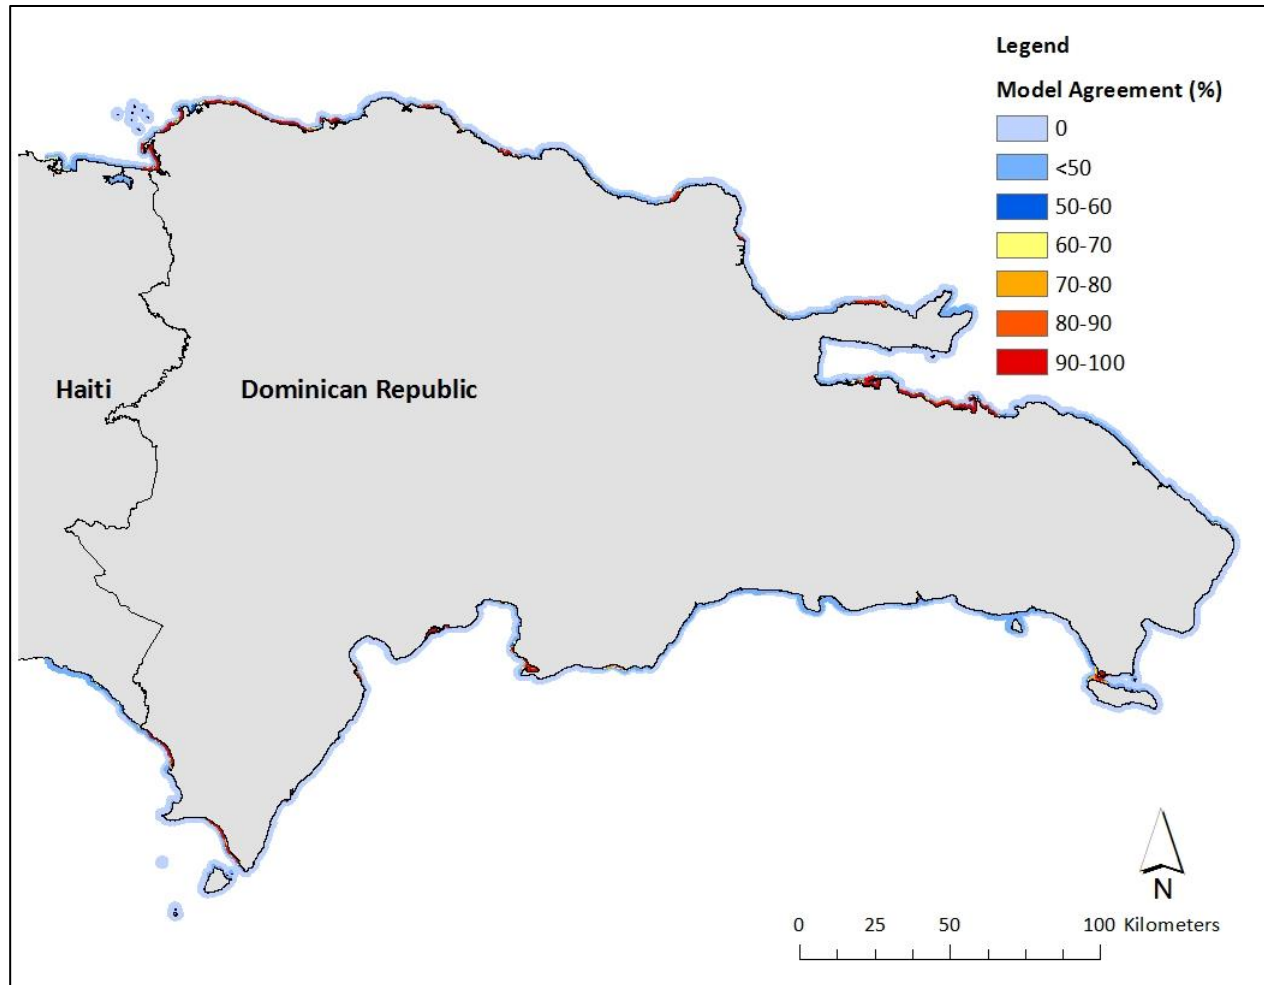 Legend
Model Agreement (%)
0
<50
50-60
60-70
70-80
80-90
90-100
Haiti
Dominican Republic
N
0 25 50 100 Kilometers